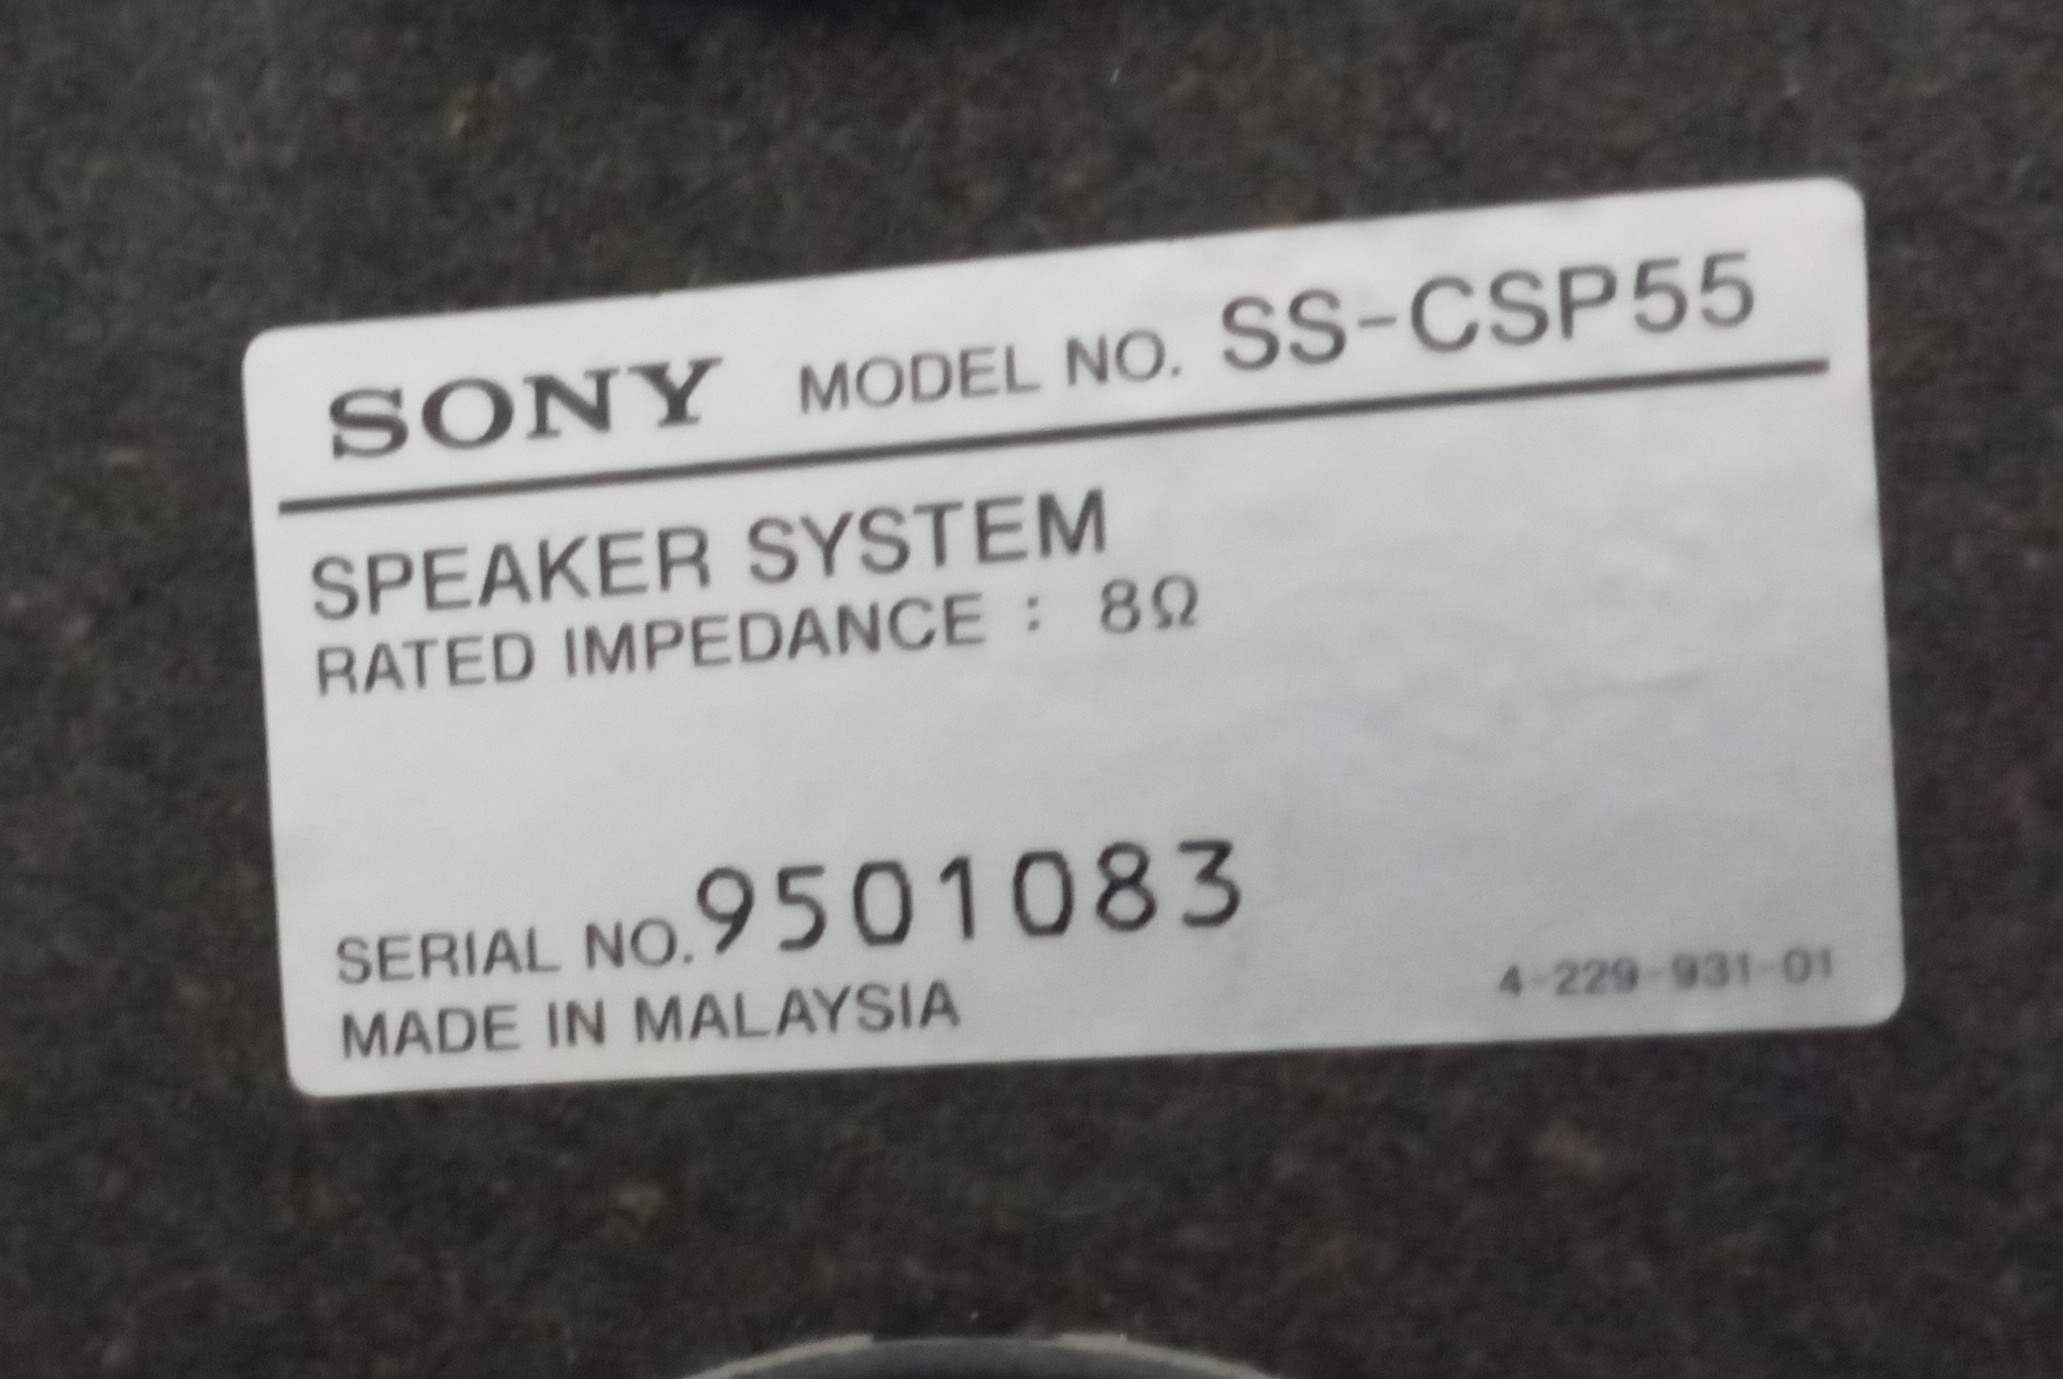 SONY MODEL NO. SS-CSP55
SPEAKER SYSTEM
RATED IMPEDANCE : 8Ω
SERIAL NO. 9501083
MADE IN MALAYSIA
4-229-931-01